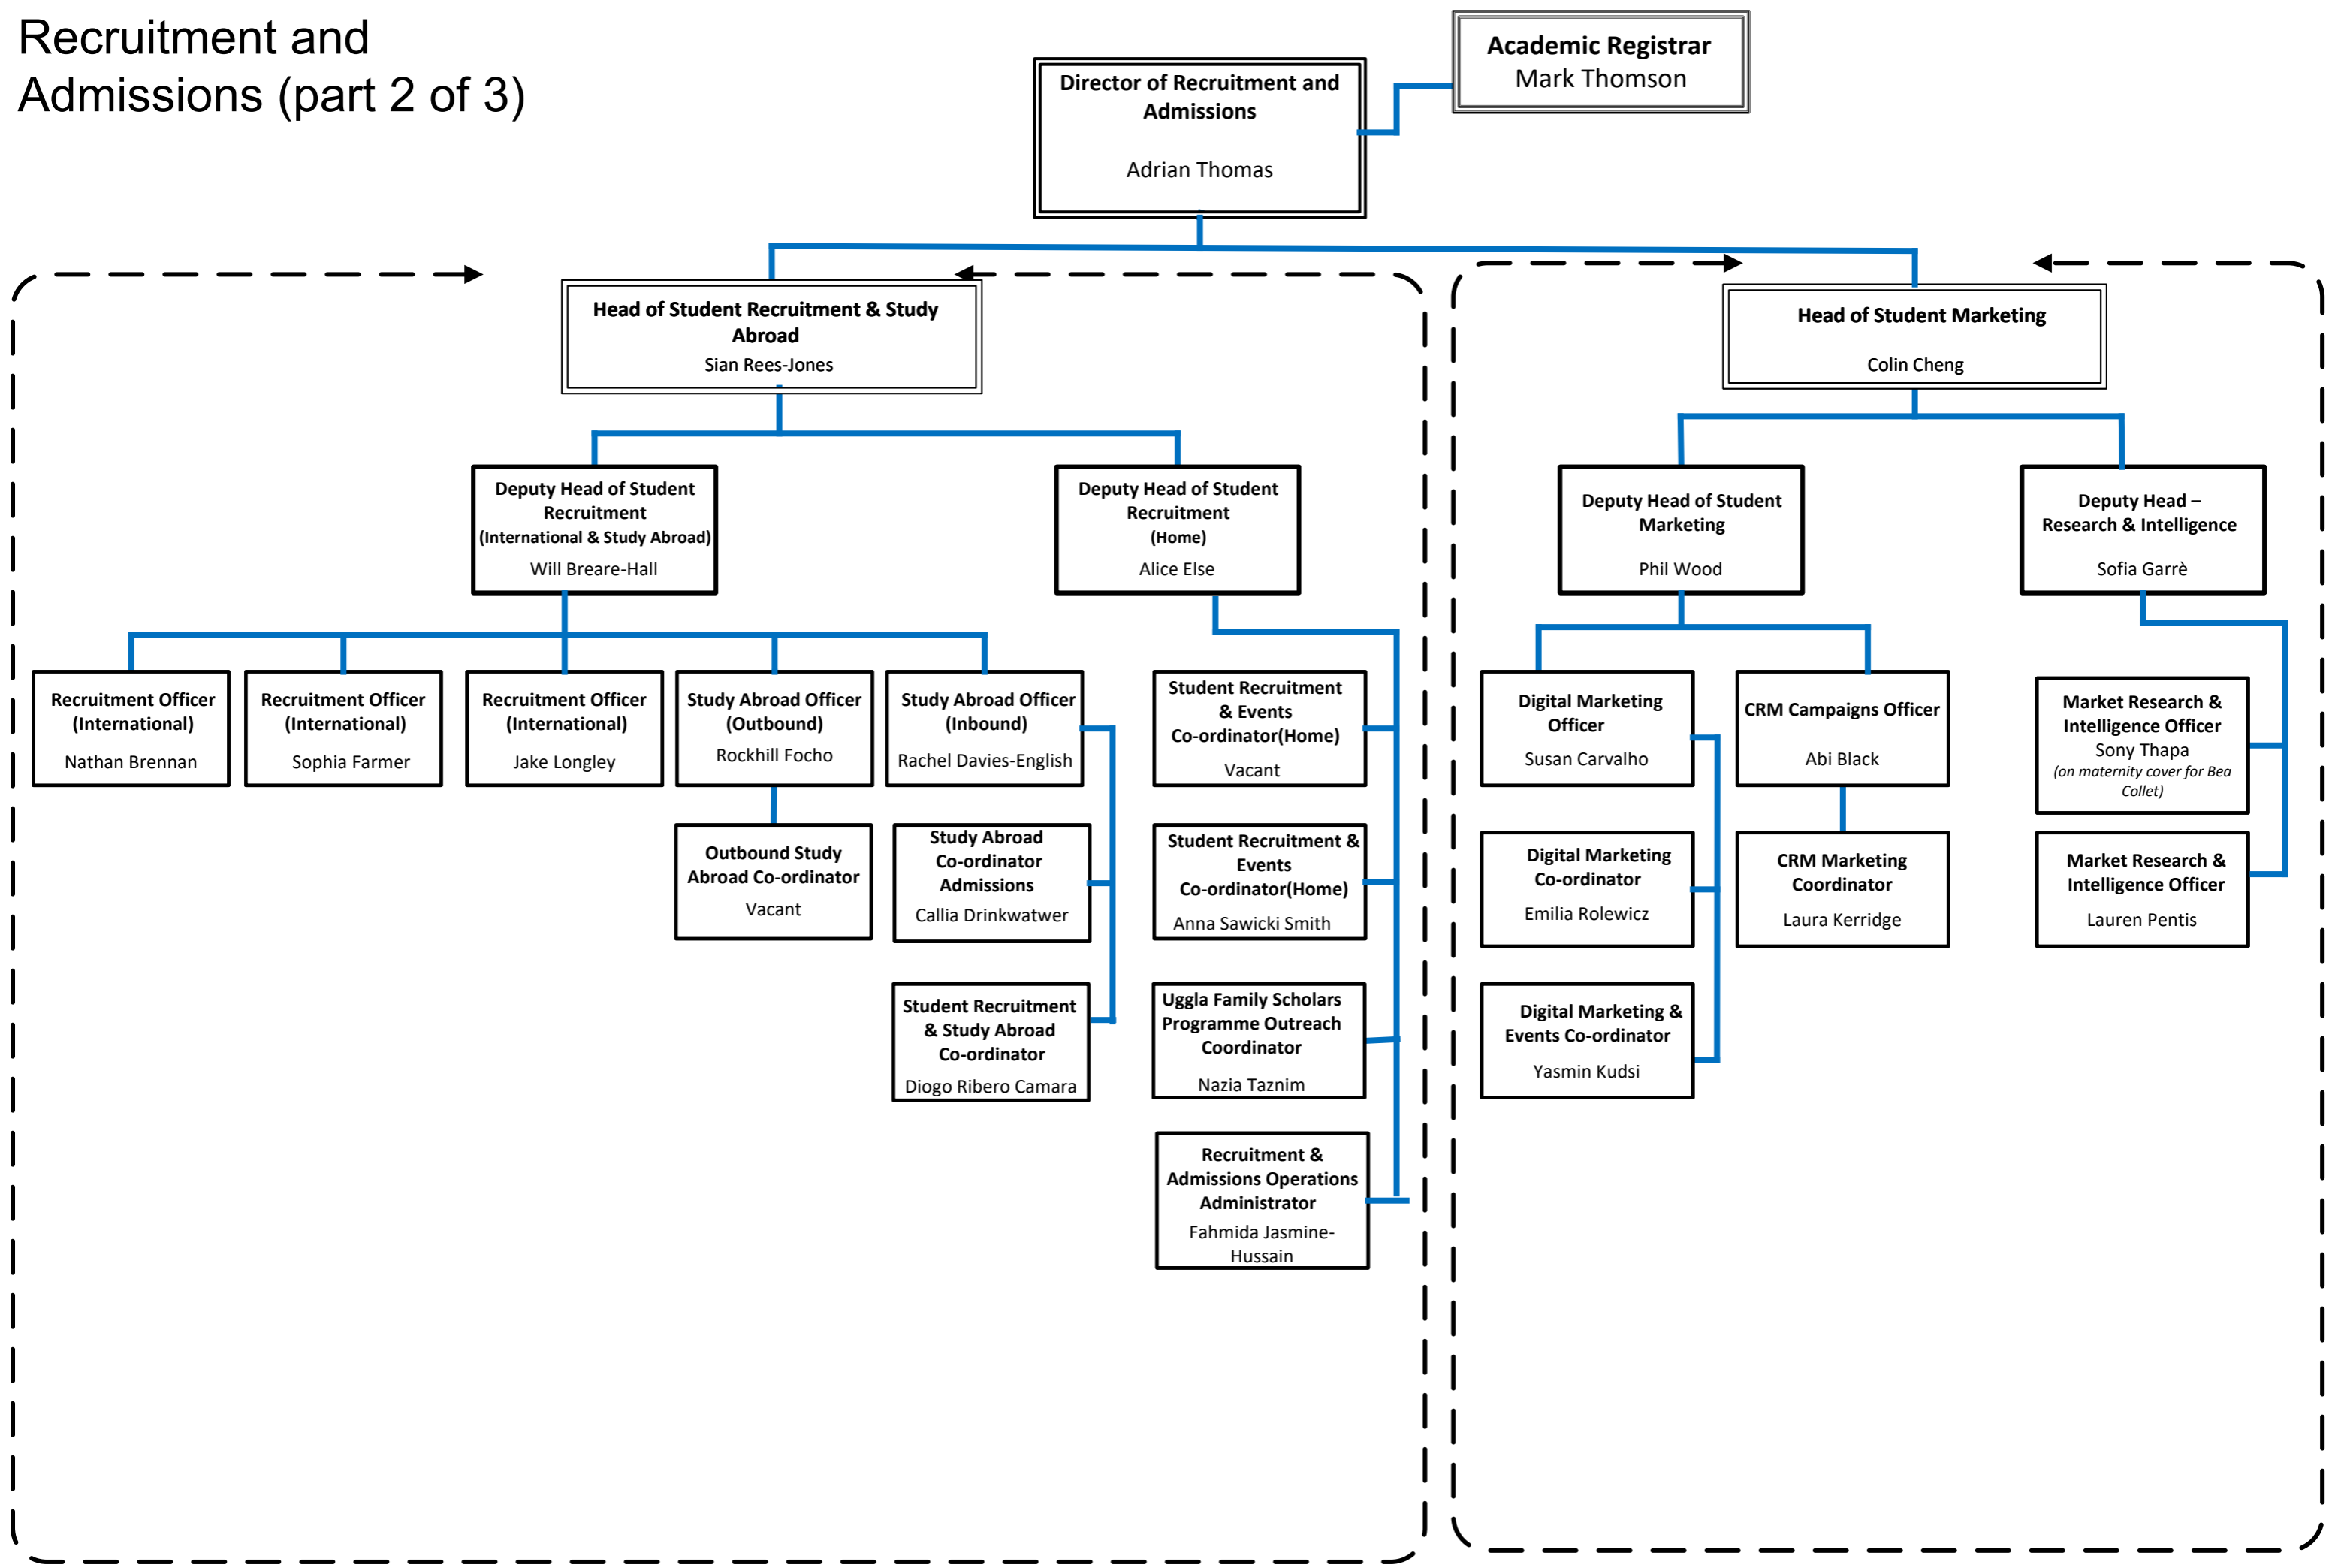 Recruitment and
Admissions (part 2 of 3)
Academic Registrar
Mark Thomson
Director of Recruitment and
Admissions
Adrian Thomas
Head of Student Recruitment & Study
Abroad
Sian Rees-Jones
Head of Student Marketing
Colin Cheng
Deputy Head of Student
Recruitment
(International & Study Abroad)
Will Breare-Hall
Deputy Head of Student
Recruitment
(Home)
Alice Else
Deputy Head of Student
Marketing
Phil Wood
Deputy Head –
Research & Intelligence
Sofia Garrè
Recruitment Officer
(International)
Nathan Brennan
Recruitment Officer
(International)
Sophia Farmer
Recruitment Officer
(International)
Jake Longley
Study Abroad Officer
(Outbound)
Rockhill Focho
Study Abroad Officer
(Inbound)
Rachel Davies-English
Student Recruitment
& Events
Co-ordinator(Home)
Vacant
Digital Marketing
Officer
Susan Carvalho
CRM Campaigns Officer
Abi Black
Market Research &
Intelligence Officer
Sony Thapa
(on maternity cover for Bea
Collet)
Outbound Study
Abroad Co-ordinator
Vacant
Study Abroad
Co-ordinator
Admissions
Callia Drinkwatwer
Student Recruitment &
Events
Co-ordinator(Home)
Anna Sawicki Smith
Digital Marketing
Co-ordinator
Emilia Rolewicz
CRM Marketing
Coordinator
Laura Kerridge
Market Research &
Intelligence Officer
Lauren Pentis
Student Recruitment
& Study Abroad
Co-ordinator
Diogo Ribero Camara
Uggla Family Scholars
Programme Outreach
Coordinator
Nazia Taznim
Digital Marketing &
Events Co-ordinator
Yasmin Kudsi
Recruitment &
Admissions Operations
Administrator
Fahmida Jasmine-
Hussain